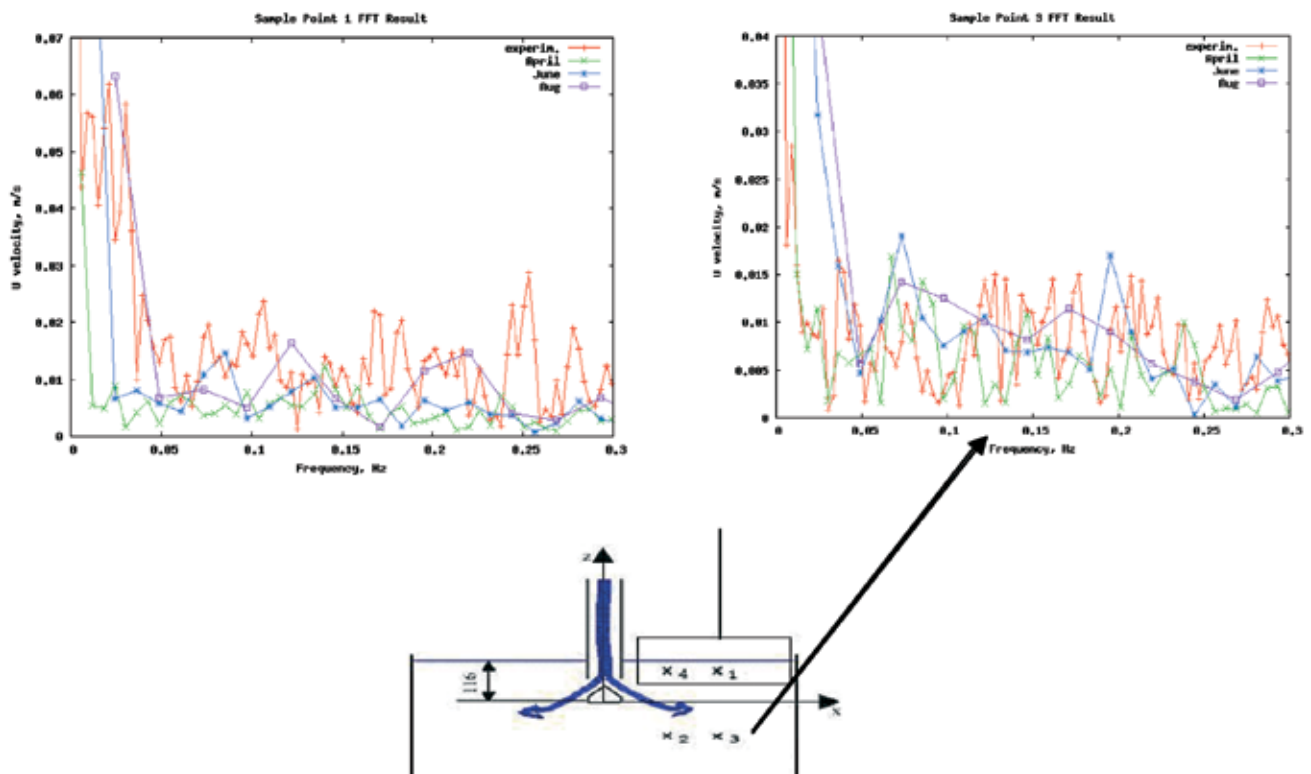 Sample Point 1 FFT Result
0.07
0.06
0.05
0.04
0.03
0.02
0.01
0
U velocity, m/s
experim.
April
June
Aug
0 0.05 0.1 0.15 0.2 0.25 0.3
Frequency, Hz
Sample Point 3 FFT Result
0.04
0.035
0.03
0.025
0.02
0.015
0.01
0.005
0
U velocity, m/s
experim.
April
June
Aug
0 0.05 0.1 0.15 0.2 0.25 0.3
Frequency, Hz
z
116
x 4 x 1
x
x 2 x 3